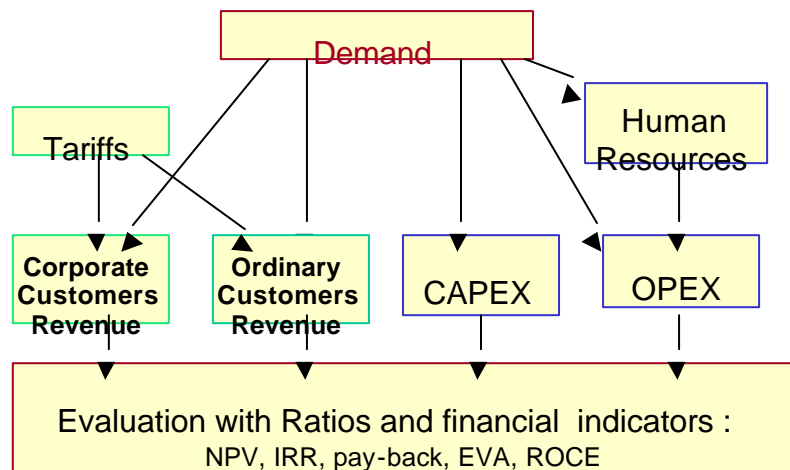 Demand
Tariffs
Human
Resources
Corporate
Customers
Revenue
Ordinary
Customers
Revenue
CAPEX
OPEX
Evaluation with Ratios and financial indicators :
NPV, IRR, pay-back, EVA, ROCE